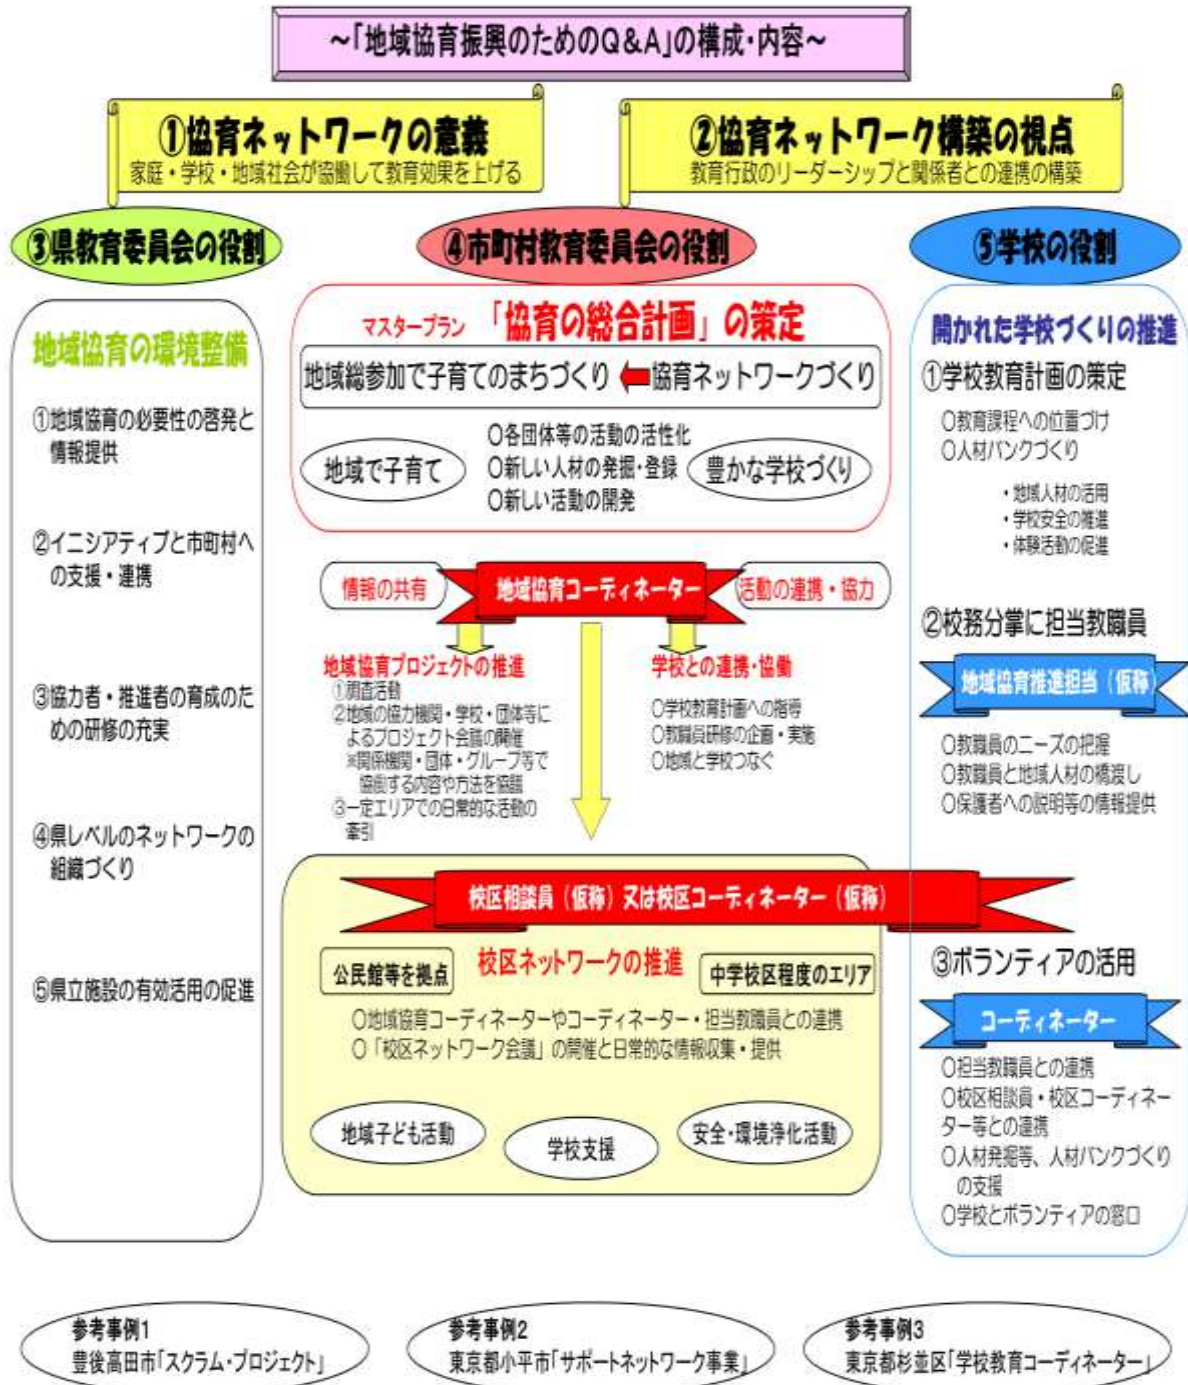 ～「地域協育振興のためのQ＆A」の構成・内容～
①協育ネットワークの意義
家庭・学校・地域社会が協働して教育効果を上げる
②協育ネットワーク構築の視点
教育行政のリーダーシップと関係者との連携の構築
③県教育委員会の役割
地域協育の環境整備
①地域協育の必要性の啓発と
情報提供
②イニシアティブと市町村へ
の支援・連携
③協力者・推進者の育成のた
めの研修の充実
④県レベルのネットワークの
組織づくり
⑤県立施設の有効活用の促進
④市町村教育委員会の役割
マスタープラン 「協育の総合計画」の策定
地域総参加で子育てのまちづくり 協育ネットワークづくり
地域で子育て
○各団体等の活動の活性化
○新しい人材の発掘・登録
○新しい活動の開発
豊かな学校づくり
情報の共有
地域協育コーディネーター
活動の連携・協力
地域協育プロジェクトの推進
①調査活動
②地域の協力機関・学校・団体等に
よるプロジェクト会議の開催
※関係機関・団体・グループ等で
協働する内容や方法を協議
③一定エリアでの日常的な活動の
牽引
学校との連携・協働
○学校教育計画への指導
○教職員研修の企画・実施
○地域と学校つなぐ
校区相談員（仮称）又は校区コーディネーター（仮称）
公民館等を拠点
校区ネットワークの推進
中学校区程度のエリア
○地域協育コーディネーターやコーディネーター・担当教職員との連携
○「校区ネットワーク会議」の開催と日常的な情報収集・提供
地域子ども活動
学校支援
安全・環境浄化活動
⑤学校の役割
開かれた学校づくりの推進
①学校教育計画の策定
○教育課程への位置づけ
○人材バンクづくり
・地域人材の活用
・学校安全の推進
・体験活動の促進
②校務分掌に担当教職員
地域協育推進担当（仮称）
○教職員のニーズの把握
○教職員と地域人材の橋渡し
○保護者への説明等の情報提供
③ボランティアの活用
コーディネーター
○担当教職員との連携
○校区相談員・校区コーディネー
ター等との連携
○人材発掘等、人材バンクづくり
の支援
○学校とボランティアの窓口
参考事例1
豊後高田市「スクラム・プロジェクト」
参考事例2
東京都小平市「サポートネットワーク事業」
参考事例3
東京都杉並区「学校教育コーディネーター」